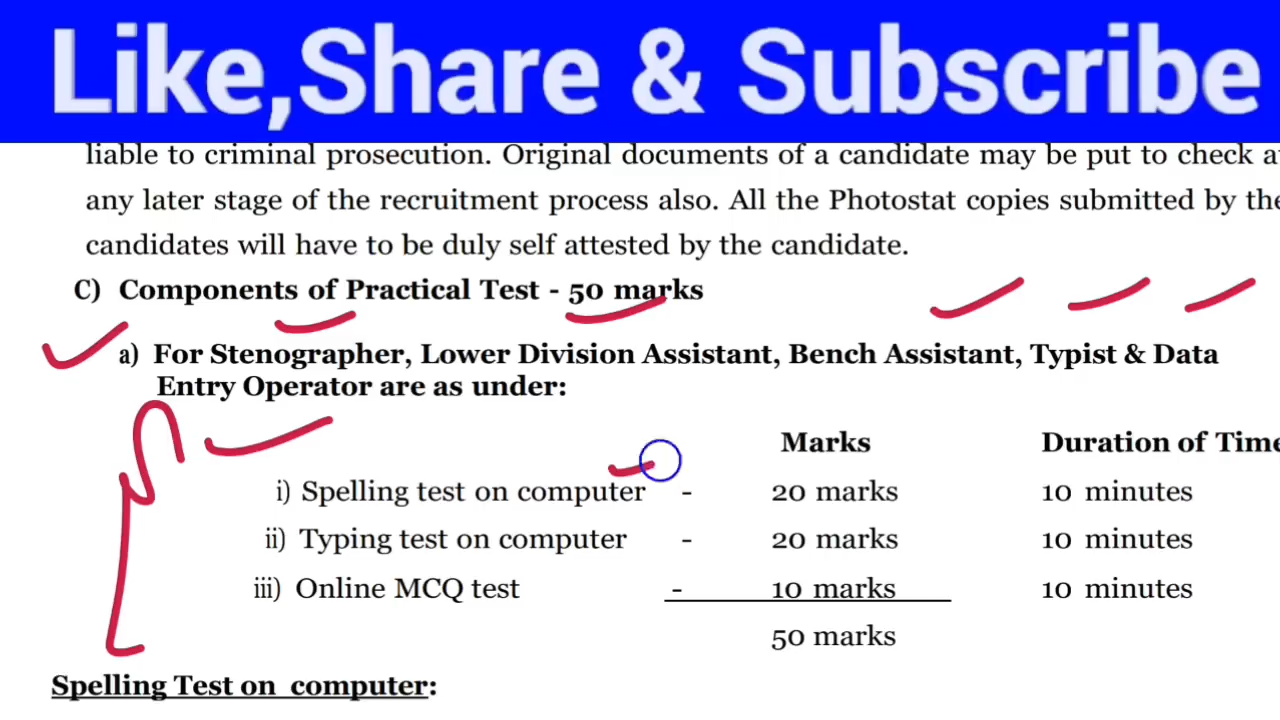 Like,Share & Subscribe
liable to criminal prosecution. Original documents of a candidate may be put to check
any later stage of the recruitment process also. All the Photostat copies submitted by the
candidates will have to be duly self attested by the candidate.
C) Components of Practical Test - 50 marks
a) For Stenographer, Lower Division Assistant, Bench Assistant, Typist & Data
Entry Operator are as under:
Marks Duration of Time
i) Spelling test on computer - 20 marks 10 minutes
ii) Typing test on computer - 20 marks 10 minutes
iii) Online MCQ test - 10 marks 10 minutes
50 marks
Spelling Test on computer: